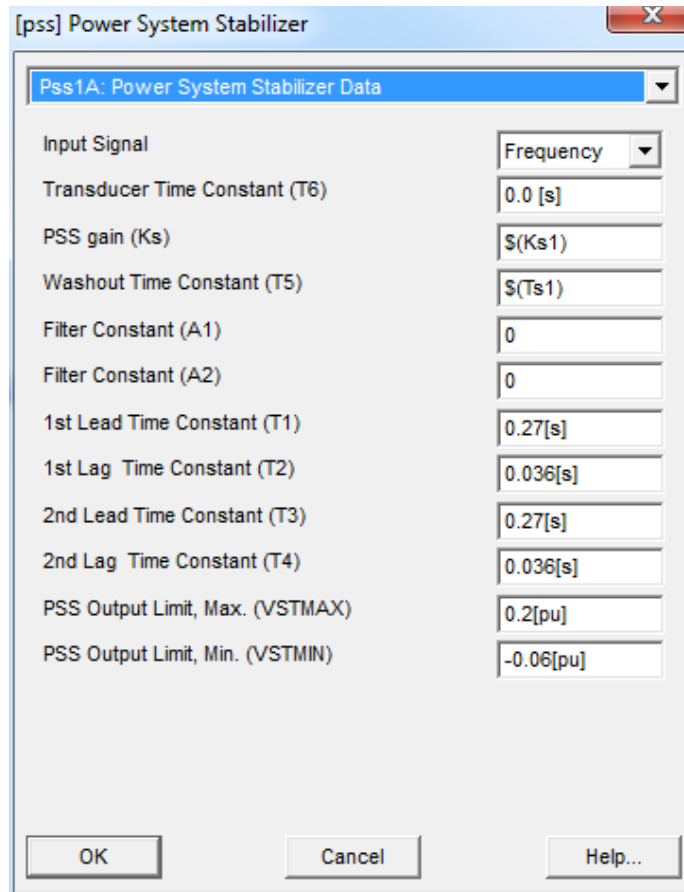 [pss] Power System Stabilizer
X
Pss1A: Power System Stabilizer Data
Input Signal Frequency
Transducer Time Constant (T6) 0.0 [s]
PSS gain (Ks) $(Ks1)
Washout Time Constant (T5) $(Ts1)
Filter Constant (A1) 0
Filter Constant (A2) 0
1st Lead Time Constant (T1) 0.27[s]
1st Lag  Time Constant (T2) 0.036[s]
2nd Lead Time Constant (T3) 0.27[s]
2nd Lag  Time Constant (T4) 0.036[s]
PSS Output Limit, Max. (VSTMAX) 0.2[pu]
PSS Output Limit, Min. (VSTMIN) -0.06[pu]
OK Cancel Help...